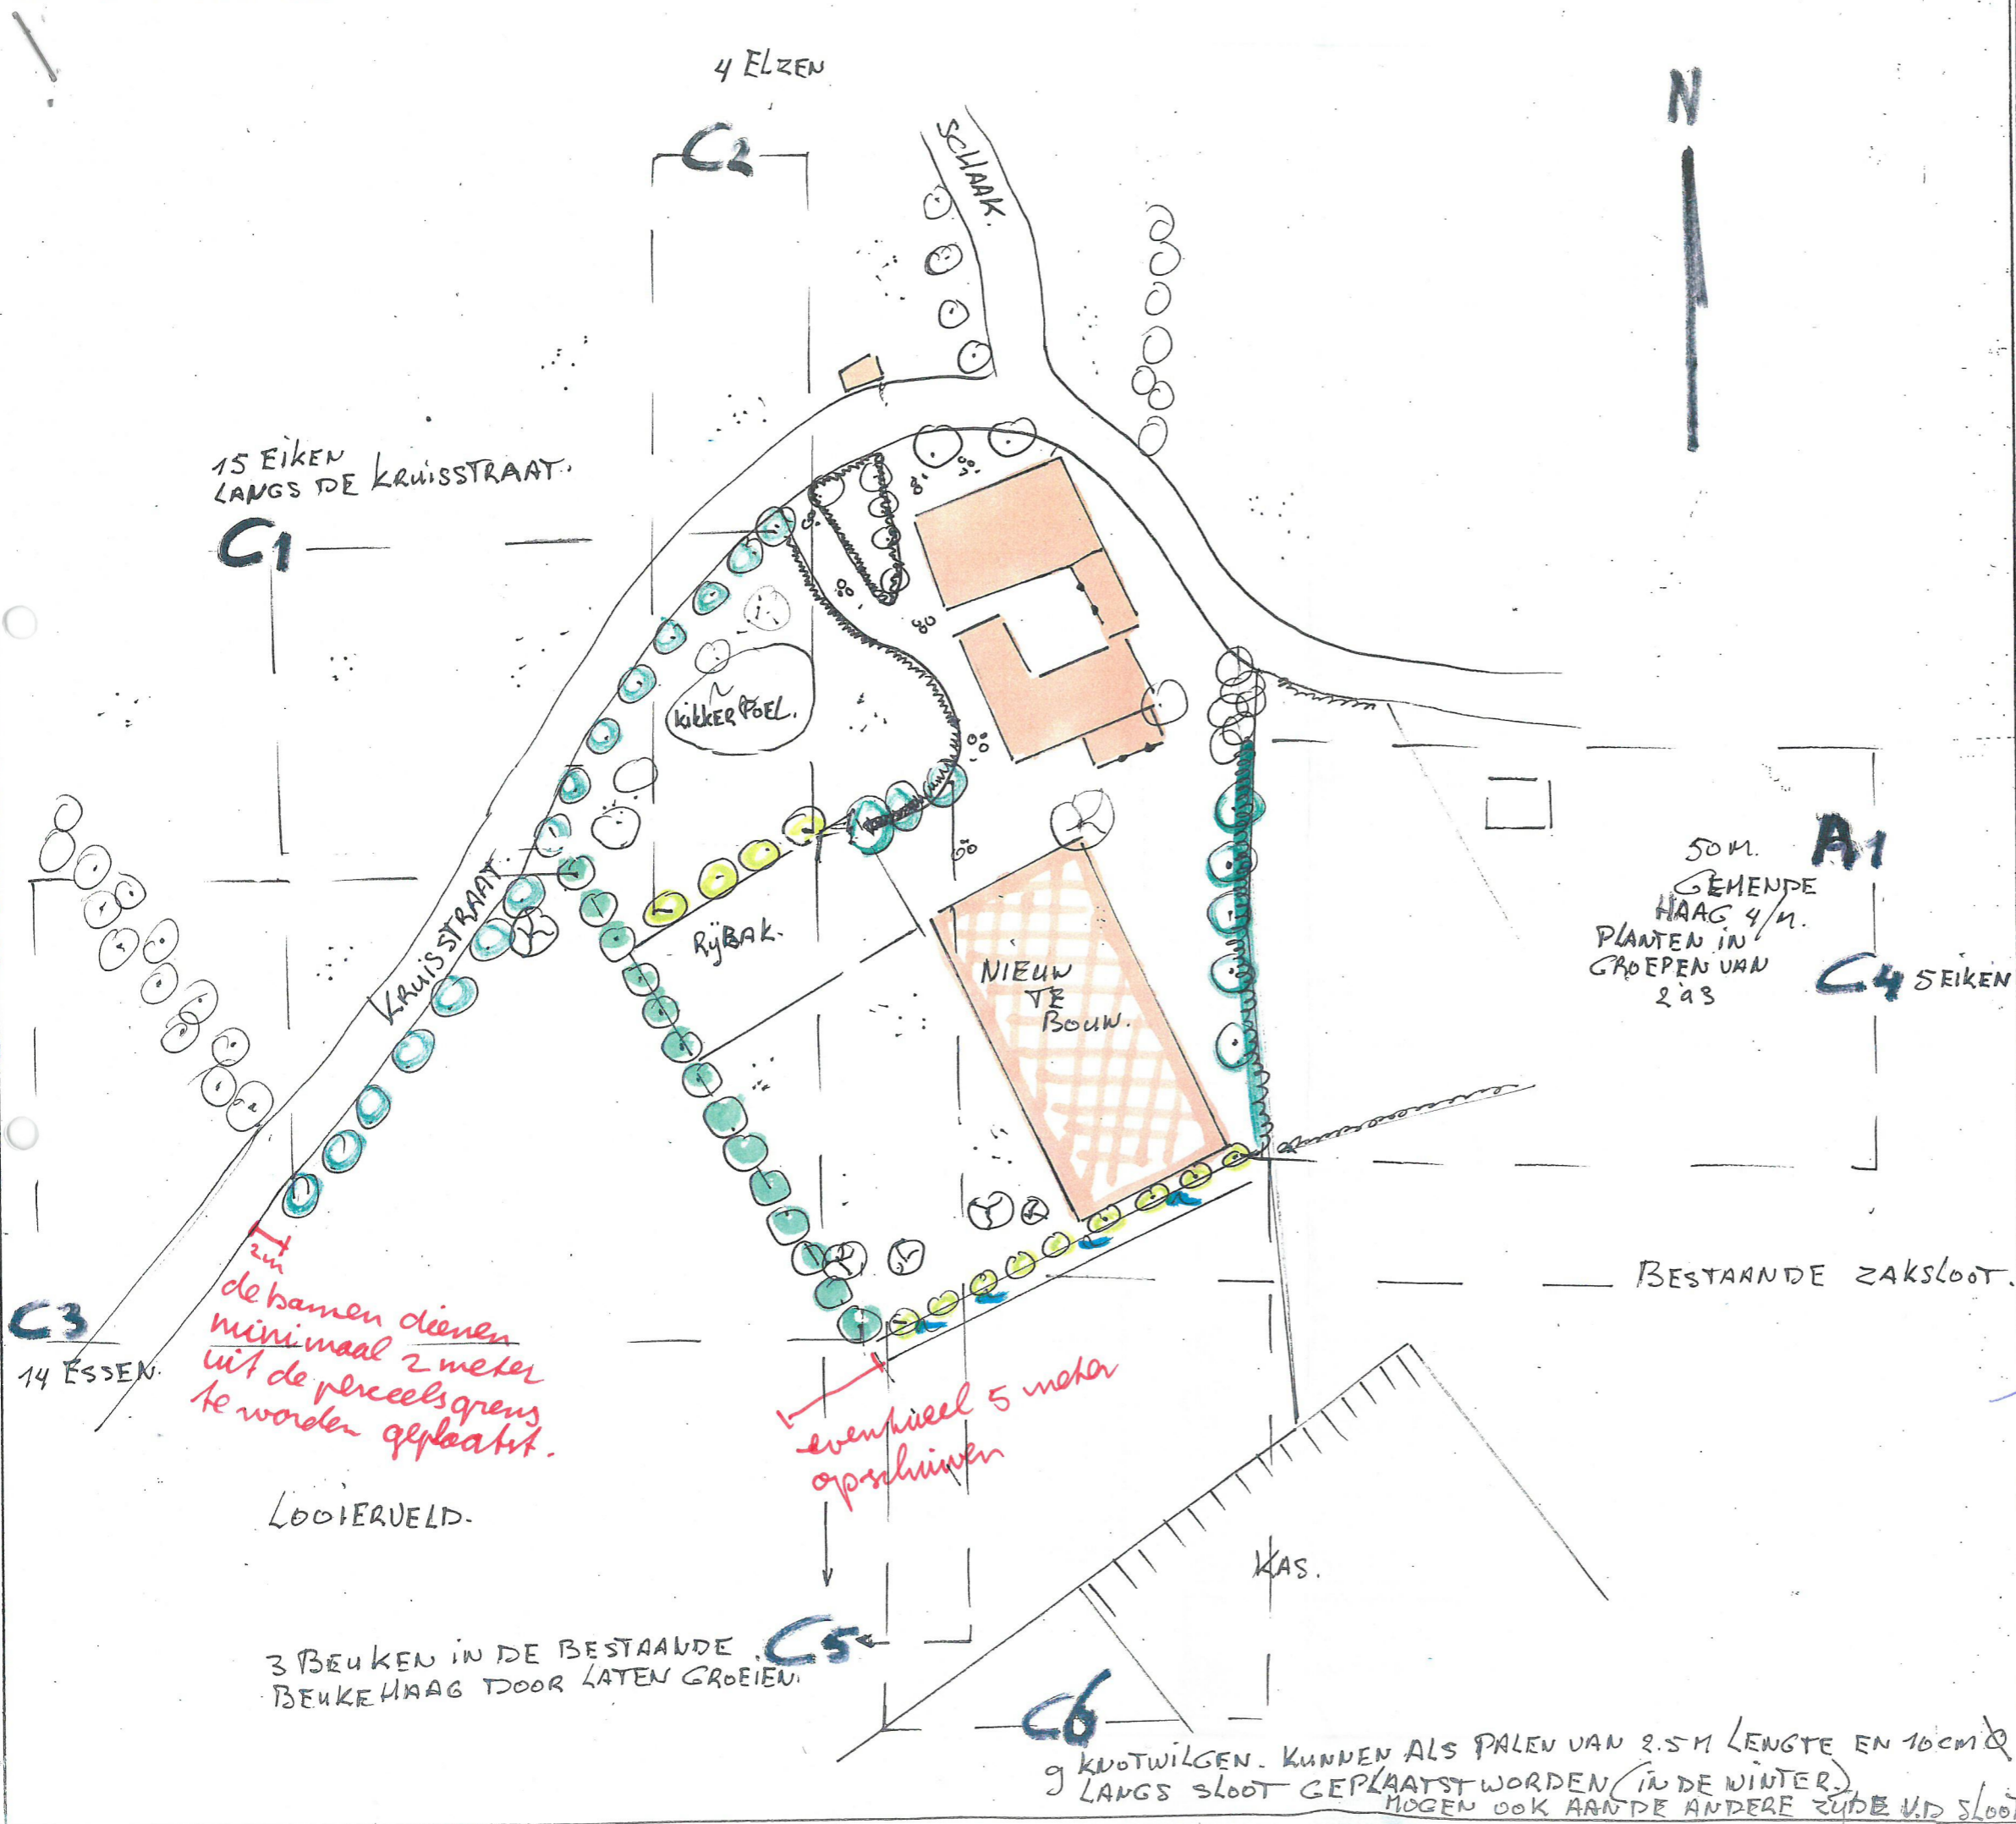 4 ELZEN
C2
SCHAAK.
N
15 EIKEN
LANGS DE KRUISSTRAAT.
C1
KIKKERPOEL.
KRUISSTRAAT
RIJBAK.
NIEUW
TE
BOUW.
50 M.
GEMENDE
HAAG 4/M.
PLANTEN IN
GROEPEN VAN
2 à 3
A1
C4 5 EIKEN
BESTAANDE ZAKSLOOT.
C3
14 ESSEN.
2m
de bomen dienen
minimaal 2 meter
uit de perceelsgrens
te worden geplaatst.
eventueel 5 meter
opschuiven
LOOIERVELD.
KAS.
3 BEUKEN IN DE BESTAANDE
BEUKEHAAG DOOR LATEN GROEIEN.
C5
C6
9 KNOTWILGEN. KUNNEN ALS PALEN VAN 2.5 M LENGTE EN 10 CM Ø
LANGS SLOOT GEPLAATST WORDEN (IN DE WINTER.)
MOGEN OOK AAN DE ANDERE ZIJDE V.D SLOOT